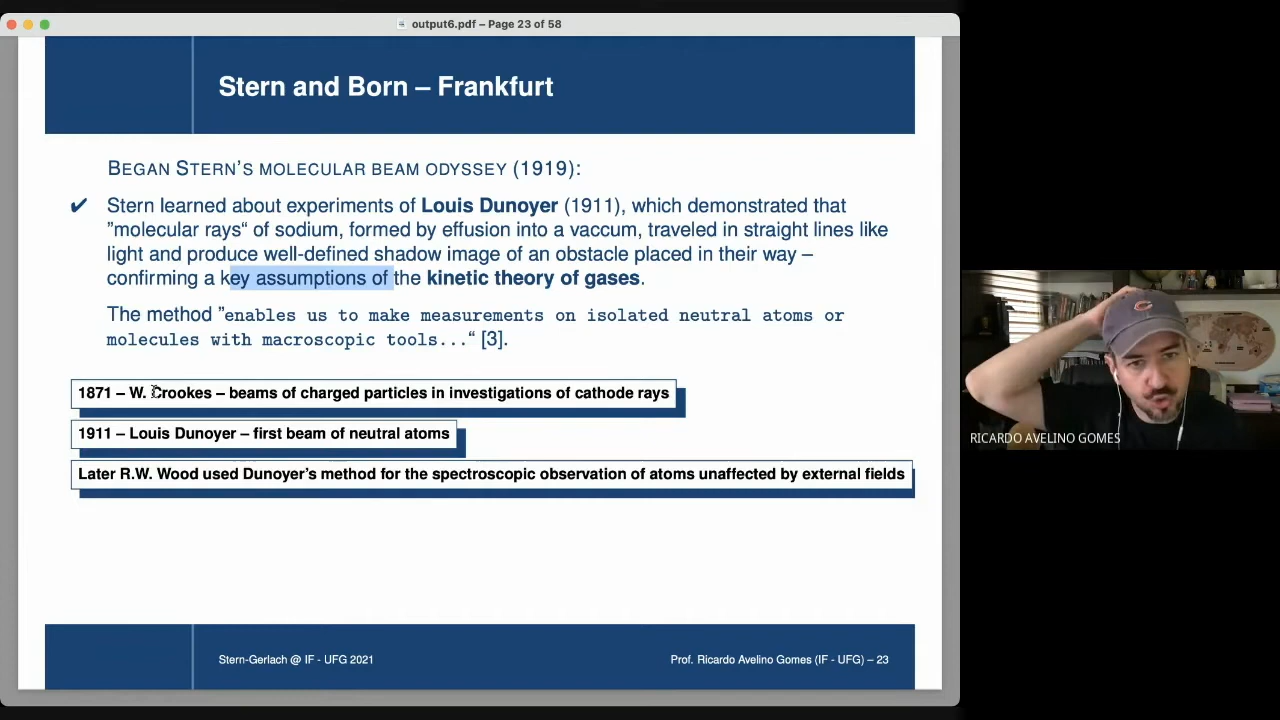 output6.pdf – Page 23 of 58
Stern and Born – Frankfurt
BEGAN STERN'S MOLECULAR BEAM ODYSSEY (1919):
✔ Stern learned about experiments of Louis Dunoyer (1911), which demonstrated that
"molecular rays“ of sodium, formed by effusion into a vaccum, traveled in straight lines like
light and produce well-defined shadow image of an obstacle placed in their way –
confirming a key assumptions of the kinetic theory of gases.
The method "enables us to make measurements on isolated neutral atoms or
molecules with macroscopic tools...“ [3].
1871 – W. Crookes – beams of charged particles in investigations of cathode rays
1911 – Louis Dunoyer – first beam of neutral atoms
Later R.W. Wood used Dunoyer's method for the spectroscopic observation of atoms unaffected by external fields
RICARDO AVELINO GOMES
Stern-Gerlach @ IF - UFG 2021
Prof. Ricardo Avelino Gomes (IF - UFG) – 23